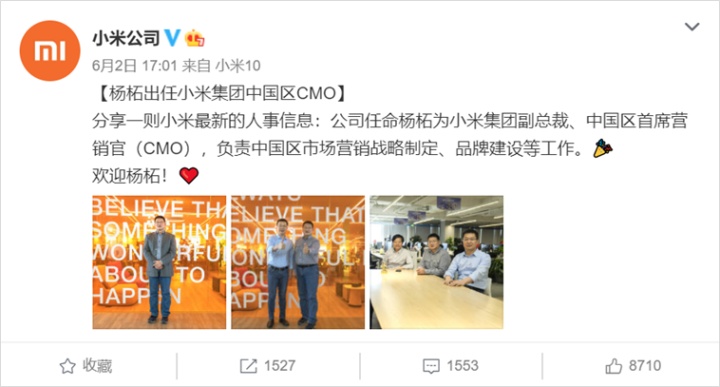 mi
小米公司 V
6月2日 17:01 来自 小米10
【杨柘出任小米集团中国区CMO】
分享一则小米最新的人事信息：公司任命杨柘为小米集团副总裁、中国区首席营
销官（CMO），负责中国区市场营销战略制定、品牌建设等工作。
欢迎杨柘！
BELIEVE THA
SOMETHING
WONDERFUL
ABOUT TO
HAPPEN
BELIEVE THAT
SOMETHING
ABOU
HAPPEN
收藏
1527
1553
8710